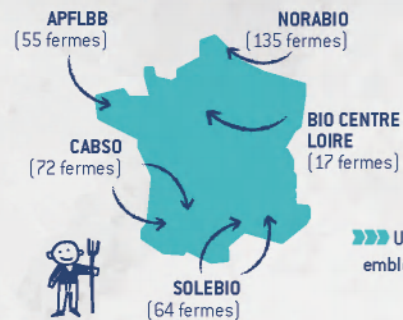 APFLBB
(55 fermes)
NORABIO
(135 fermes)
BIO CENTRE
LOIRE
(17 fermes)
CABSO
(72 fermes)
SOLEBIO
(64 fermes)